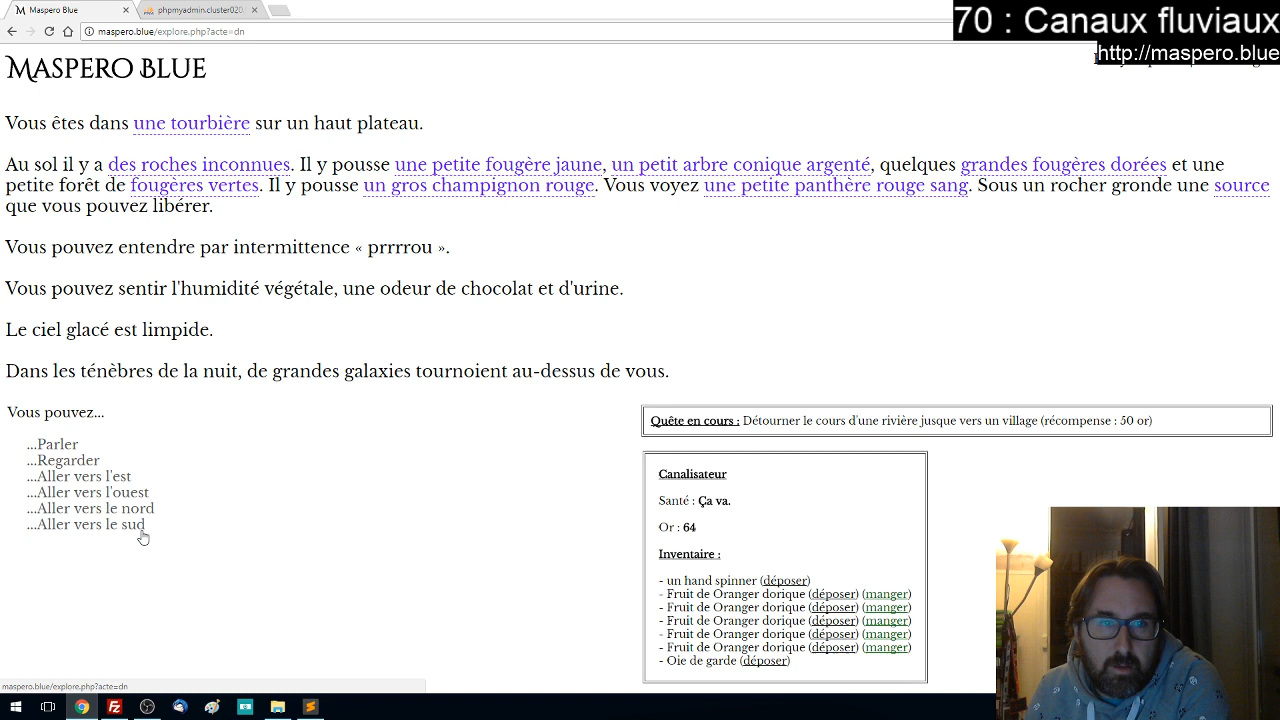 Maspero Blue
phpmyadmin.cluster020.
maspero.blue/explore.php?acte=dn
70 : Canaux fluviaux
http://maspero.blue
Maspero Blue
Vous êtes dans une tourbière sur un haut plateau.
Au sol il y a des roches inconnues. Il y pousse une petite fougère jaune, un petit arbre conique argenté, quelques grandes fougères dorées et une
petite forêt de fougères vertes. Il y pousse un gros champignon rouge. Vous voyez une petite panthère rouge sang. Sous un rocher gronde une source
que vous pouvez libérer.
Vous pouvez entendre par intermittence « prrrrou ».
Vous pouvez sentir l'humidité végétale, une odeur de chocolat et d'urine.
Le ciel glacé est limpide.
Dans les ténèbres de la nuit, de grandes galaxies tournoient au-dessus de vous.
Vous pouvez...
...Parler
...Regarder
...Aller vers l'est
...Aller vers l'ouest
...Aller vers le nord
...Aller vers le sud
Quête en cours : Détourner le cours d'une rivière jusque vers un village (récompense : 50 or)
Canalisateur
Santé : Ça va.
Or : 64
Inventaire :
- un hand spinner (déposer)
- Fruit de Oranger dorique (déposer) (manger)
- Fruit de Oranger dorique (déposer) (manger)
- Fruit de Oranger dorique (déposer) (manger)
- Fruit de Oranger dorique (déposer) (manger)
- Fruit de Oranger dorique (déposer) (manger)
- Oie de garde (déposer)
maspero.blue/explore.php?acte=dn